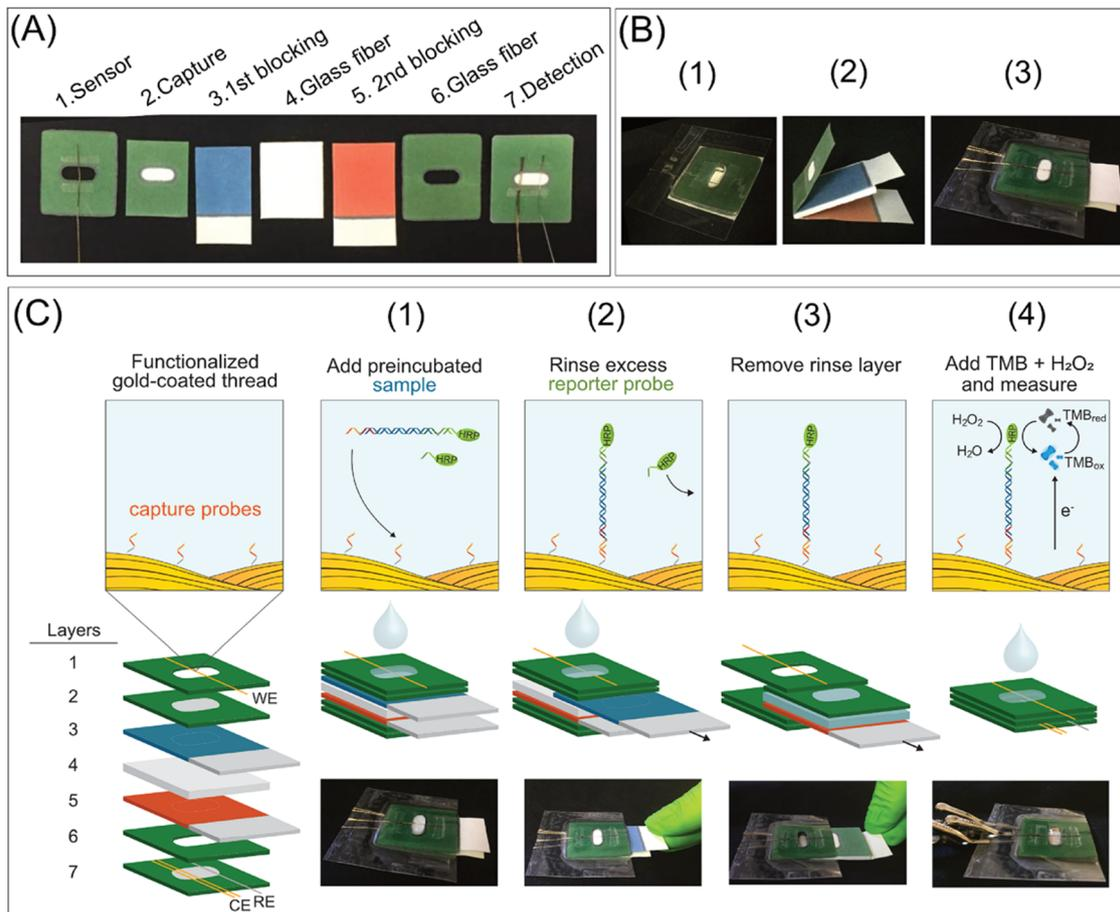 (A)
1.Sensor
2.Capture
3.1st blocking
4.Glass fiber
5. 2nd blocking
6.Glass fiber
7.Detection
(B)
(1)
(2)
(3)
(C)
Functionalized
gold-coated thread
capture probes
(1)
Add preincubated
sample
HRP
HRP
(2)
Rinse excess
reporter probe
HRP
HRP
(3)
Remove rinse layer
HRP
(4)
Add TMB + H₂O₂
and measure
H₂O₂
H₂O
HRP
TMBred
TMBox
e⁻
Layers
1
2
3
4
5
6
7
WE
CE
RE